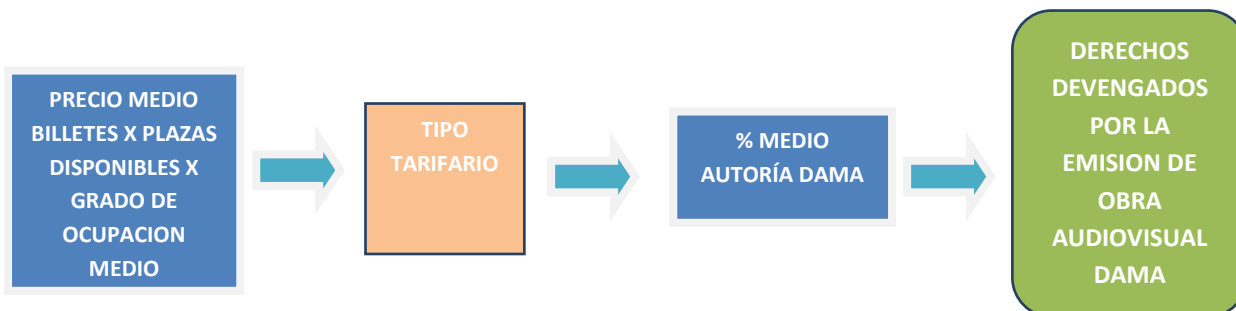 PRECIO MEDIO
BILLETES X PLAZAS
DISPONIBLES X
GRADO DE
OCUPACION
MEDIO
TIPO
TARIFARIO
% MEDIO
AUTORÍA DAMA
DERECHOS
DEVENGADOS
POR LA
EMISION DE
OBRA
AUDIOVISUAL
DAMA